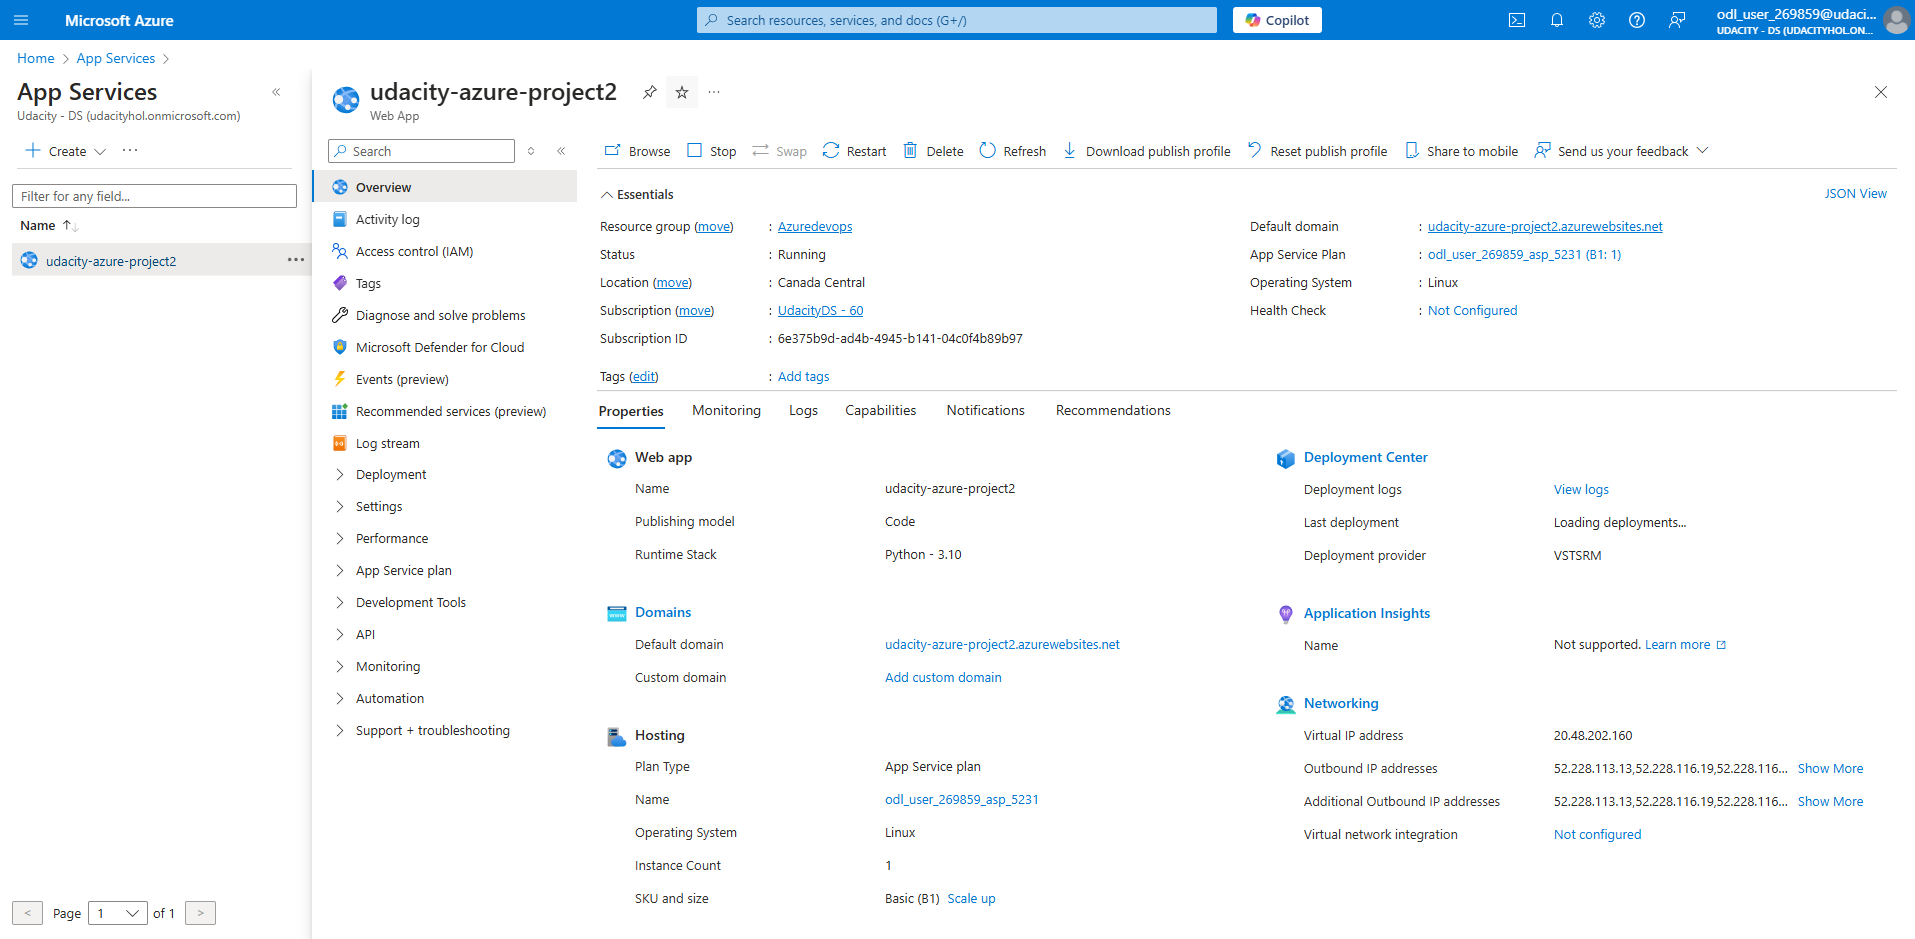 Microsoft Azure
Search resources, services, and docs (G+/)
Copilot
odl_user_269859@udaci...
UDACITY - DS (UDACITYHOL.ON...
Home > App Services >
App Services
Udacity - DS (udacityhol.onmicrosoft.com)
Create
Filter for any field...
Name
udacity-azure-project2
Page 1 of 1
udacity-azure-project2
Web App
Search
Overview
Activity log
Access control (IAM)
Tags
Diagnose and solve problems
Microsoft Defender for Cloud
Events (preview)
Recommended services (preview)
Log stream
Deployment
Settings
Performance
App Service plan
Development Tools
API
Monitoring
Automation
Support + troubleshooting
Browse Stop Swap Restart Delete Refresh Download publish profile Reset publish profile Share to mobile Send us your feedback
Essentials
JSON View
Resource group (move) : Azuredevops
Status : Running
Location (move) : Canada Central
Subscription (move) : UdacityDS - 60
Subscription ID : 6e375b9d-ad4b-4945-b141-04c0f4b89b97
Tags (edit) : Add tags
Default domain : udacity-azure-project2.azurewebsites.net
App Service Plan : odl_user_269859_asp_5231 (B1: 1)
Operating System : Linux
Health Check : Not Configured
Properties Monitoring Logs Capabilities Notifications Recommendations
Web app
Name udacity-azure-project2
Publishing model Code
Runtime Stack Python - 3.10
Domains
Default domain udacity-azure-project2.azurewebsites.net
Custom domain Add custom domain
Hosting
Plan Type App Service plan
Name odl_user_269859_asp_5231
Operating System Linux
Instance Count 1
SKU and size Basic (B1) Scale up
Deployment Center
Deployment logs View logs
Last deployment Loading deployments...
Deployment provider VSTSRM
Application Insights
Name Not supported. Learn more
Networking
Virtual IP address 20.48.202.160
Outbound IP addresses 52.228.113.13,52.228.116.19,52.228.116... Show More
Additional Outbound IP addresses 52.228.113.13,52.228.116.19,52.228.116... Show More
Virtual network integration Not configured